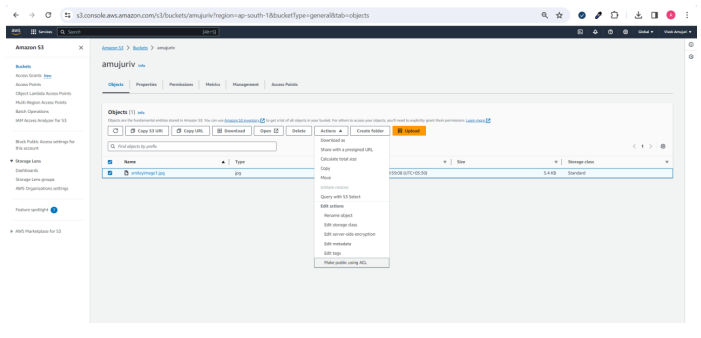 s3.console.aws.amazon.com/s3/buckets/amujuriv?region=ap-south-1&bucketType=general&tab=objects
aws Services Search [Alt+S] Global Vivek Amujuri
Amazon S3
Buckets
Access Grants New
Access Points
Object Lambda Access Points
Multi-Region Access Points
Batch Operations
IAM Access Analyzer for S3
Block Public Access settings for this account
Storage Lens
Dashboards
Storage Lens groups
AWS Organizations settings
Feature spotlight 7
AWS Marketplace for S3
Amazon S3 > Buckets > amujuriv
amujuriv Info
Objects Properties Permissions Metrics Management Access Points
Objects (1) Info
Objects are the fundamental entities stored in Amazon S3. You can use Amazon S3 inventory to get a list of all objects in your bucket. For others to access your objects, you'll need to explicitly grant them permissions. Learn more
Copy S3 URI Copy URL Download Open Delete Actions Create folder Upload
Find objects by prefix
1
Name Type Size Storage class
jpg 5.4 KB Standard
Download as
Share with a presigned URL
Calculate total size
Copy
Move
Initiate restore
Query with S3 Select
Edit actions
Rename object
Edit storage class
Edit server-side encryption
Edit metadata
Edit tags
Make public using ACL